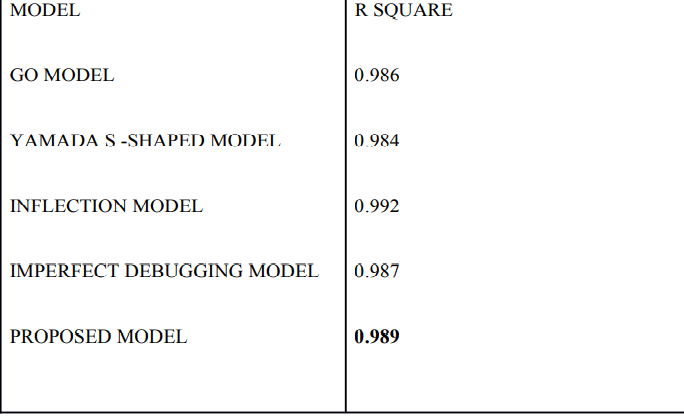 MODEL R SQUARE
GO MODEL 0.986
YAMADA S -SHAPED MODEL 0.984
INFLECTION MODEL 0.992
IMPERFECT DEBUGGING MODEL 0.987
PROPOSED MODEL 0.989